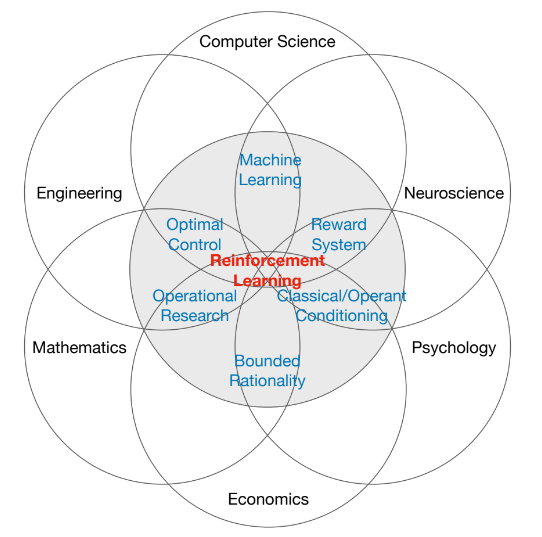 Computer Science
Machine
Learning
Engineering
Neuroscience
Optimal
Control
Reward
System
Reinforcement
Learning
Operational
Research
Classical/Operant
Conditioning
Mathematics
Psychology
Bounded
Rationality
Economics